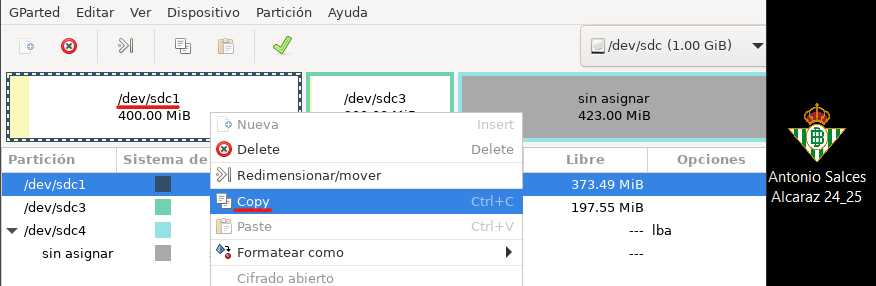 GParted Editar Ver Dispositivo Partición Ayuda
/dev/sdc (1.00 GiB)
/dev/sdc1
400.00 MiB
/dev/sdc3
sin asignar
423.00 MiB
Nueva Insert
Delete Delete
Redimensionar/mover
Copy Ctrl+C
Paste Ctrl+V
Formatear como
Cifrado abierto
Partición Sistema de Libre Opciones
/dev/sdc1 373.49 MiB
/dev/sdc3 197.55 MiB
/dev/sdc4 --- lba
sin asignar ---
Antonio Salces
Alcaraz 24_25